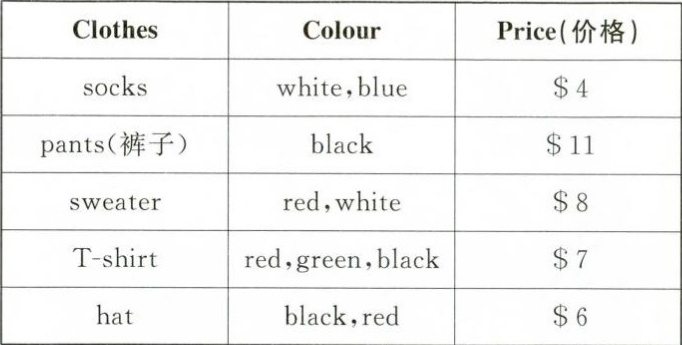 Clothes Colour Price(价格)
socks white,blue $4
pants(裤子) black $11
sweater red,white $8
T-shirt red,green,black $7
hat black,red $6